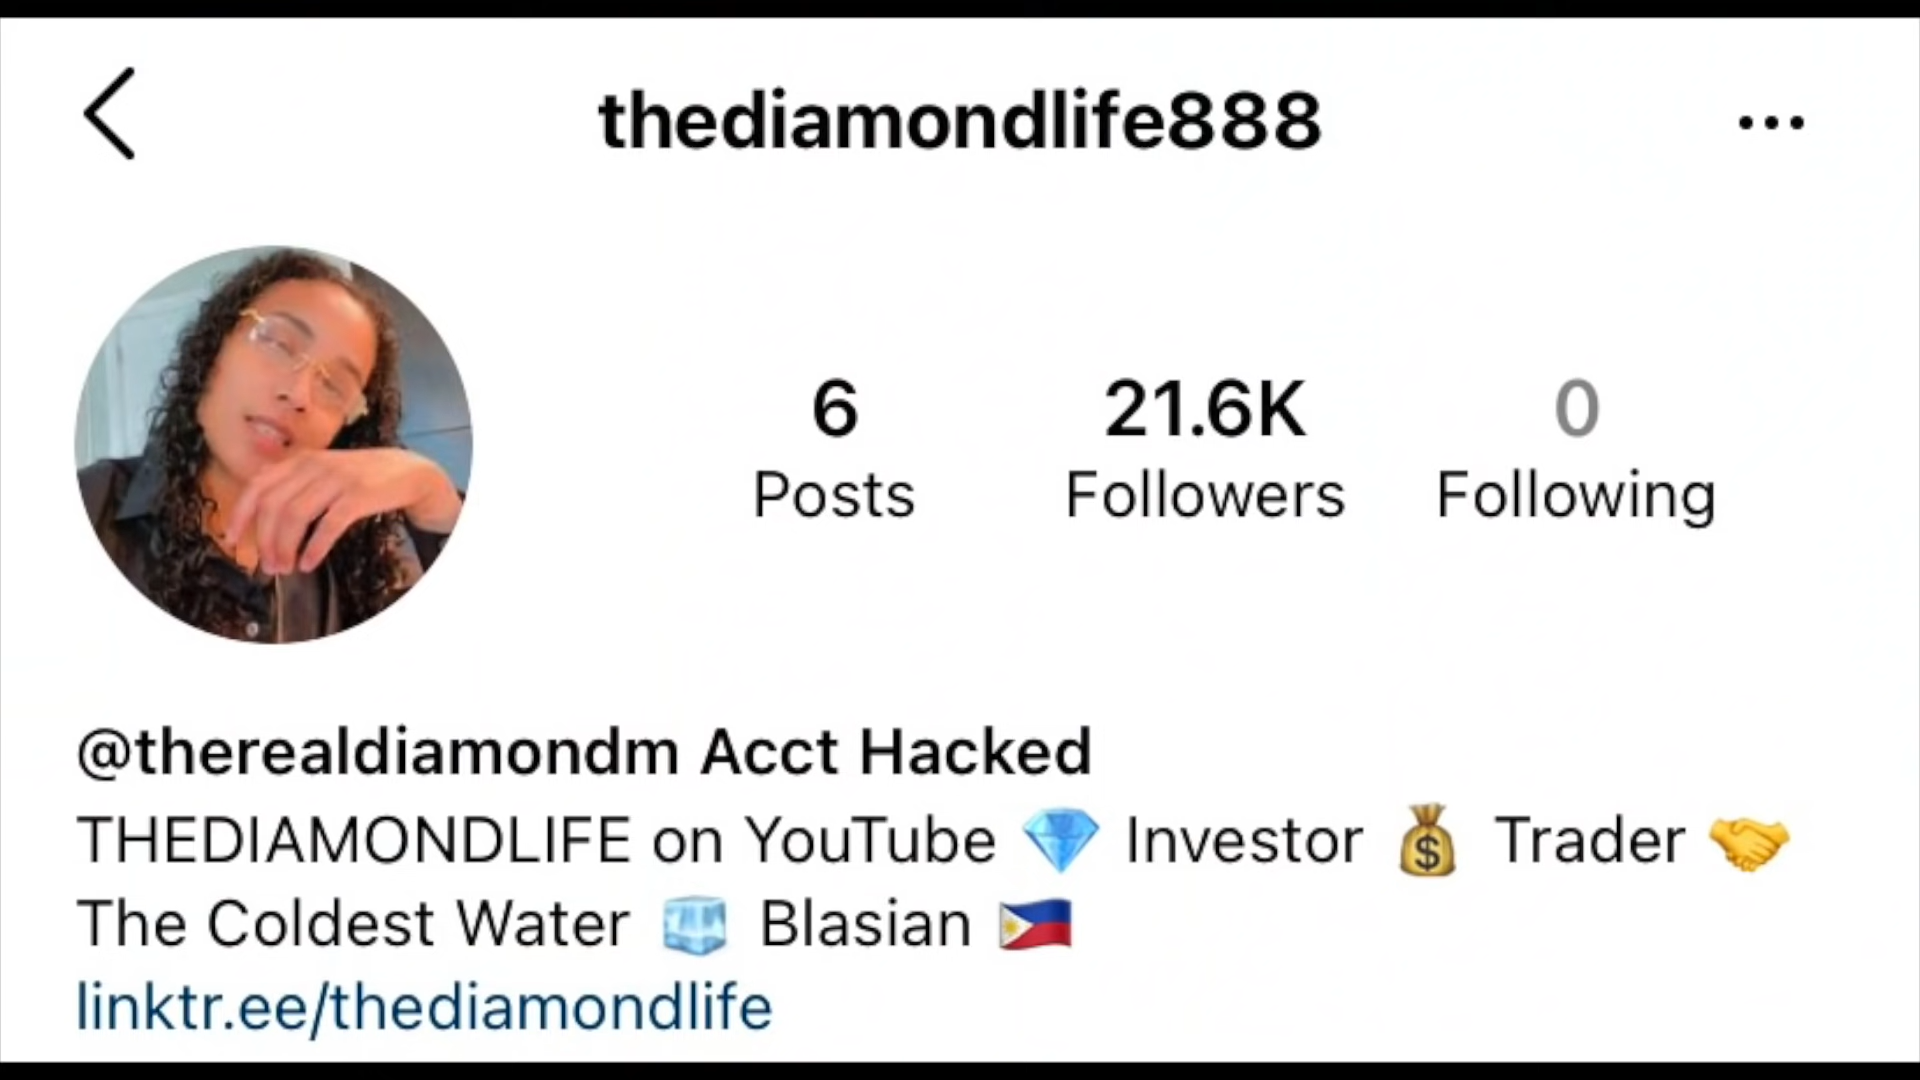 thediamondlife888
6 21.6K 0
Posts Followers Following
@therealdiamondm Acct Hacked
THEDIAMONDLIFE on YouTube 💎 Investor 💰 Trader 🤝
The Coldest Water 🧊 Blasian 🇵🇭
linktr.ee/thediamondlife